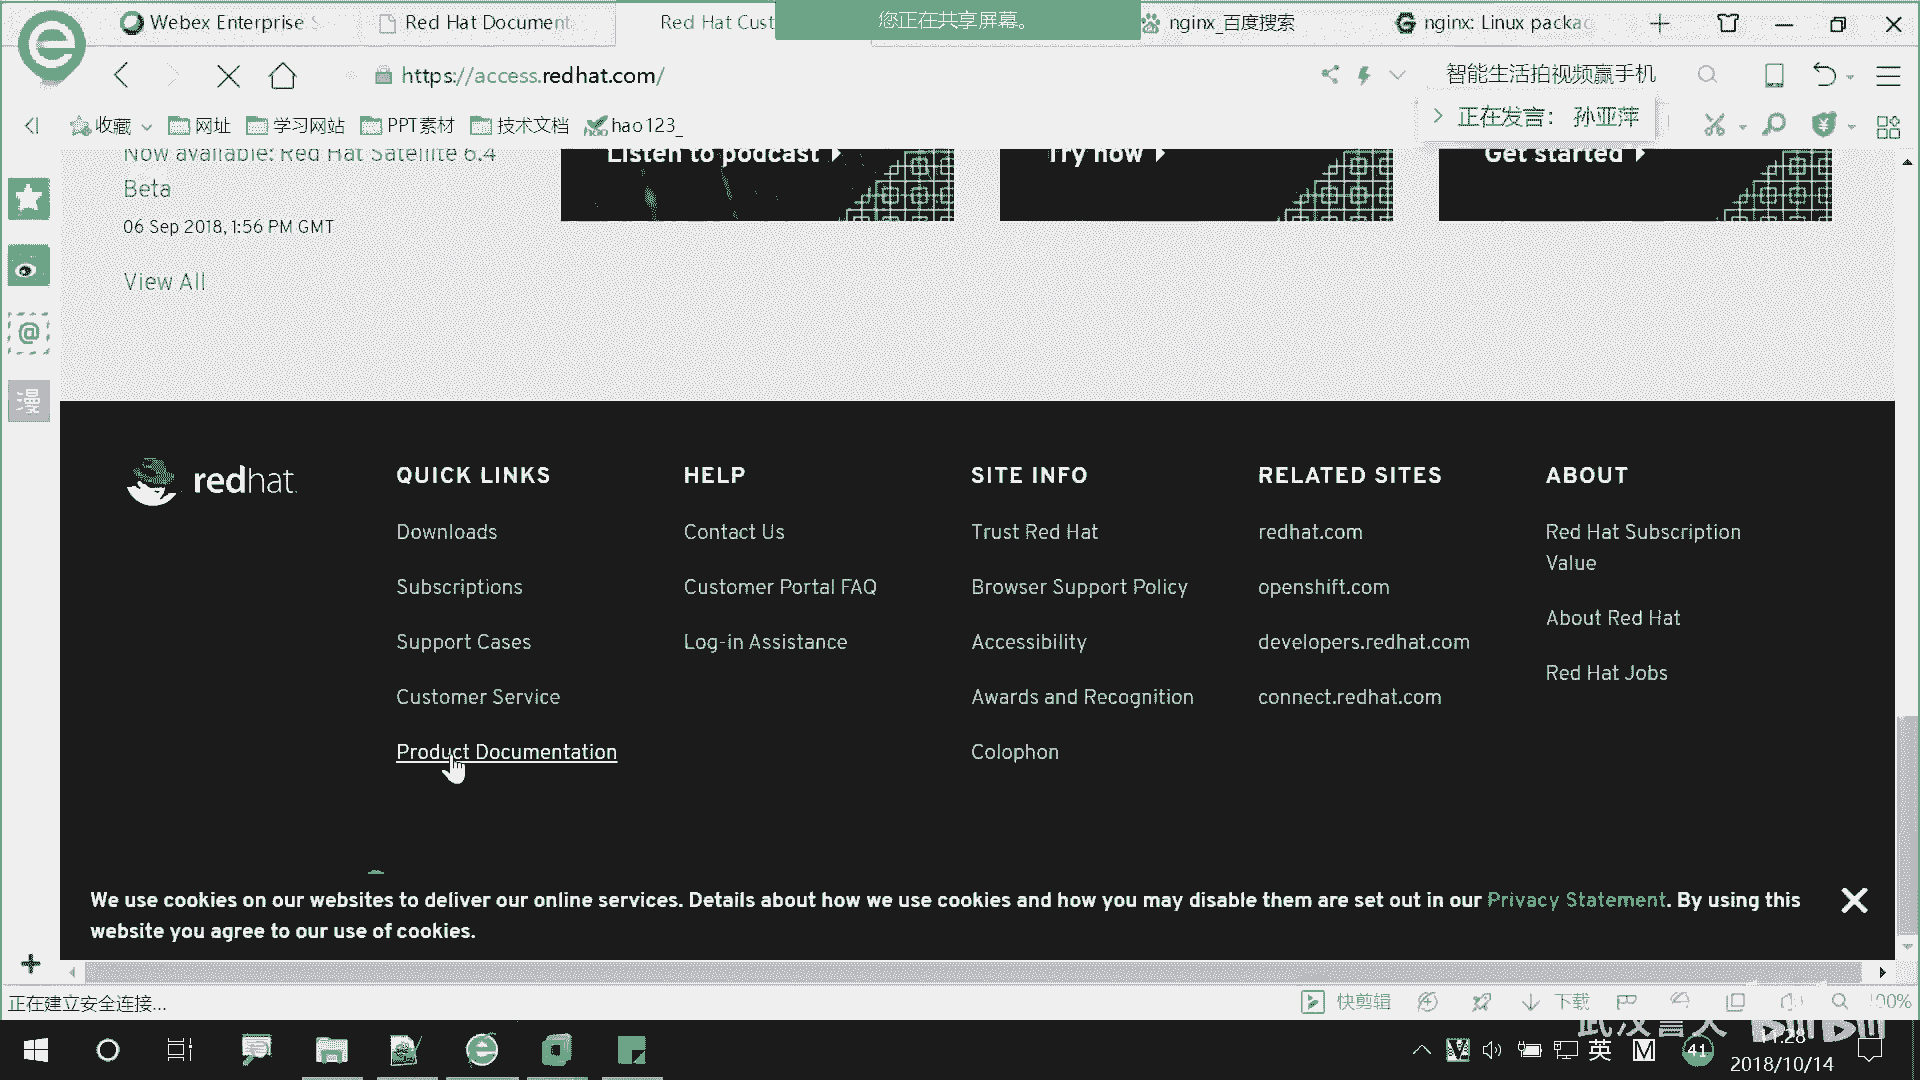 Webex Enterprise S
Red Hat Document
Red Hat Cust
您正在共享屏幕。
nginx_百度搜索
nginx: Linux packag
https://access.redhat.com/
智能生活拍视频赢手机
收藏
网址
学习网站
PPT素材
技术文档
hao123_
正在发言： 孙亚萍
Now available: Red Hat Satellite 6.4
Beta
06 Sep 2018, 1:56 PM GMT
View All
Listen to podcast
Try now
Get started
漫
redhat.
QUICK LINKS
Downloads
Subscriptions
Support Cases
Customer Service
Product Documentation
HELP
Contact Us
Customer Portal FAQ
Log-in Assistance
SITE INFO
Trust Red Hat
Browser Support Policy
Accessibility
Awards and Recognition
Colophon
RELATED SITES
redhat.com
openshift.com
developers.redhat.com
connect.redhat.com
ABOUT
Red Hat Subscription
Value
About Red Hat
Red Hat Jobs
We use cookies on our websites to deliver our online services. Details about how we use cookies and how you may disable them are set out in our Privacy Statement. By using this
website you agree to our use of cookies.
正在建立安全连接...
快剪辑
下载
100%
英
41
11:28
2018/10/14